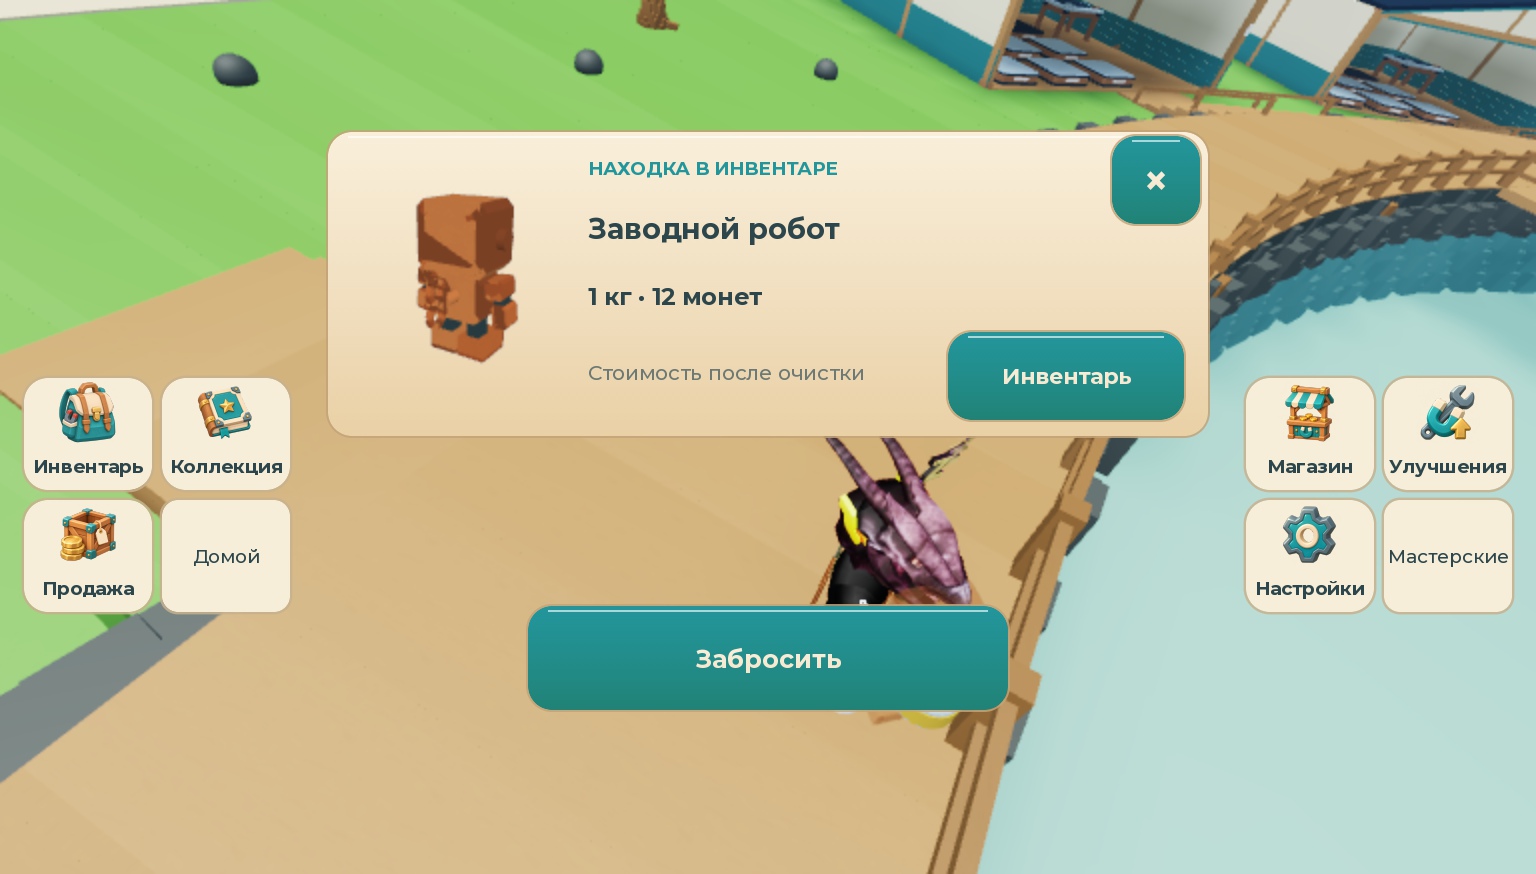 НАХОДКА В ИНВЕНТАРЕ
×
Заводной робот
1 кг · 12 монет
Стоимость после очистки
Инвентарь
Инвентарь
Коллекция
Продажа
Домой
Магазин
Улучшения
Настройки
Мастерские
Забросить